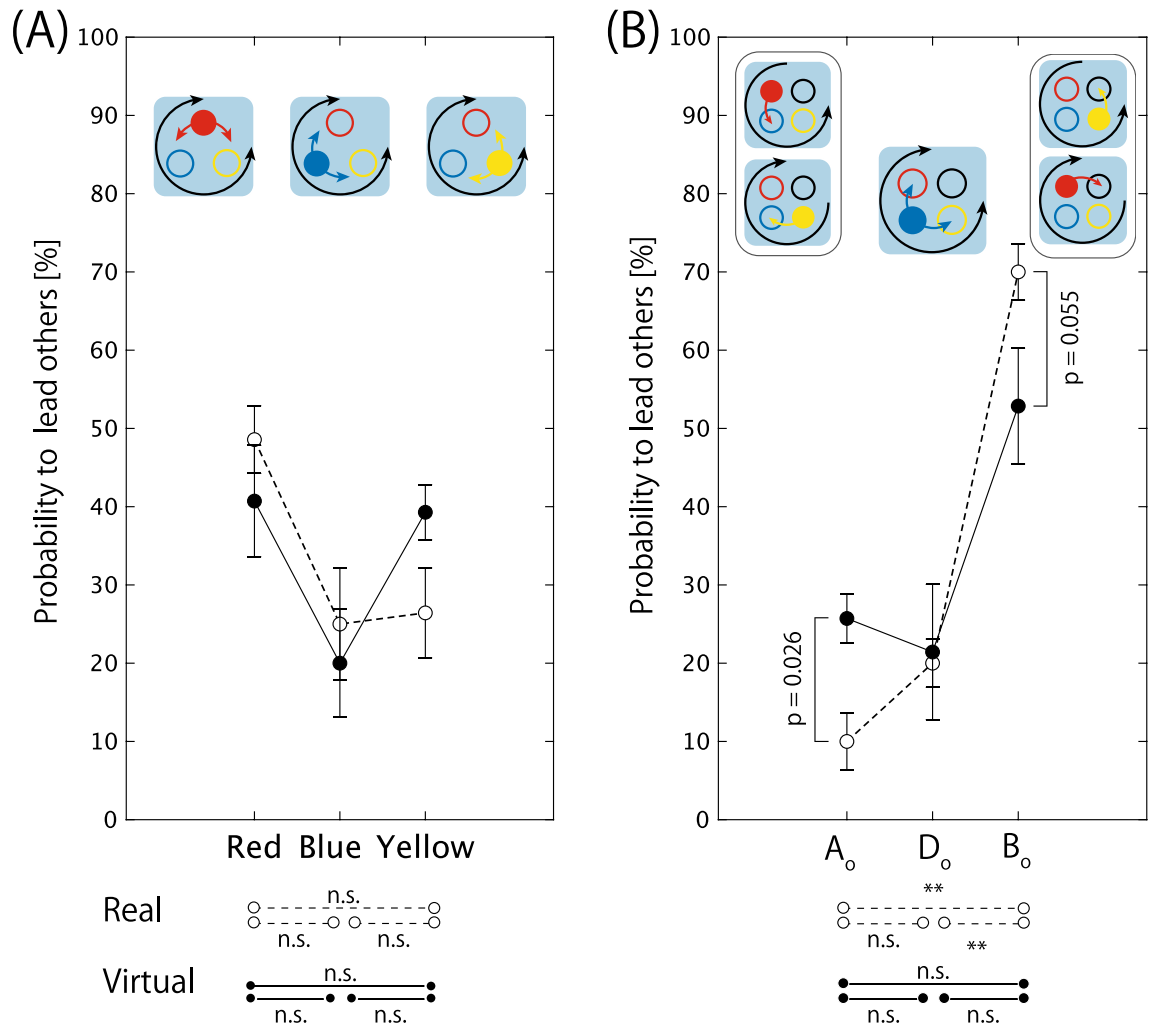 (A)
Probability to lead others [%]
100
90
80
70
60
50
40
30
20
10
0
Red Blue Yellow
Real
n.s.
n.s. n.s.
Virtual
n.s.
n.s. n.s.
(B)
Probability to lead others [%]
100
90
80
70
60
50
40
30
20
10
0
p = 0.026
p = 0.055
Ao Do Bo
**
n.s. **
n.s.
n.s. n.s.